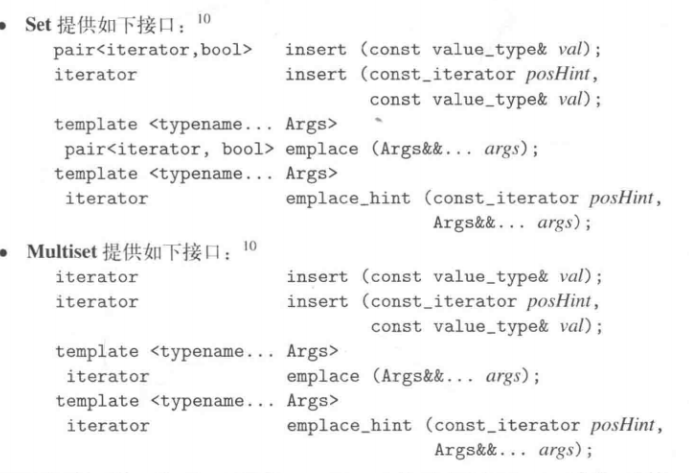 • Set 提供如下接口：10
pair<iterator,bool> insert (const value_type& val);
iterator insert (const_iterator posHint,
const value_type& val);
template <typename... Args>
pair<iterator, bool> emplace (Args&&... args);
template <typename... Args>
iterator emplace_hint (const_iterator posHint,
Args&&... args);
• Multiset 提供如下接口：10
iterator insert (const value_type& val);
iterator insert (const_iterator posHint,
const value_type& val);
template <typename... Args>
iterator emplace (Args&&... args);
template <typename... Args>
iterator emplace_hint (const_iterator posHint,
Args&&... args);